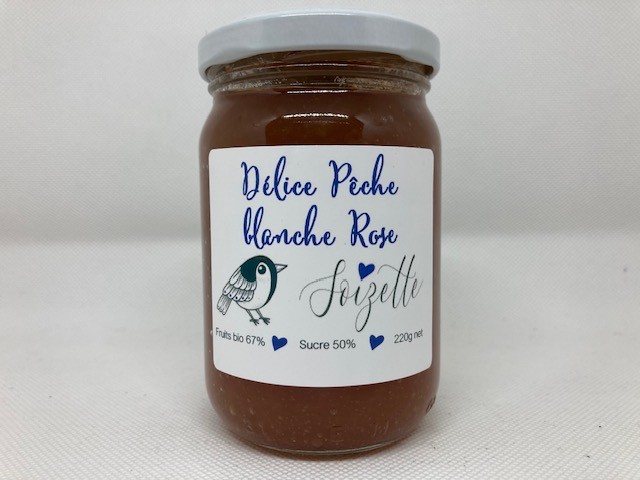 Délice Pêche
blanche Rose
Soizette
Fruits bio 67% Sucre 50% 220g net